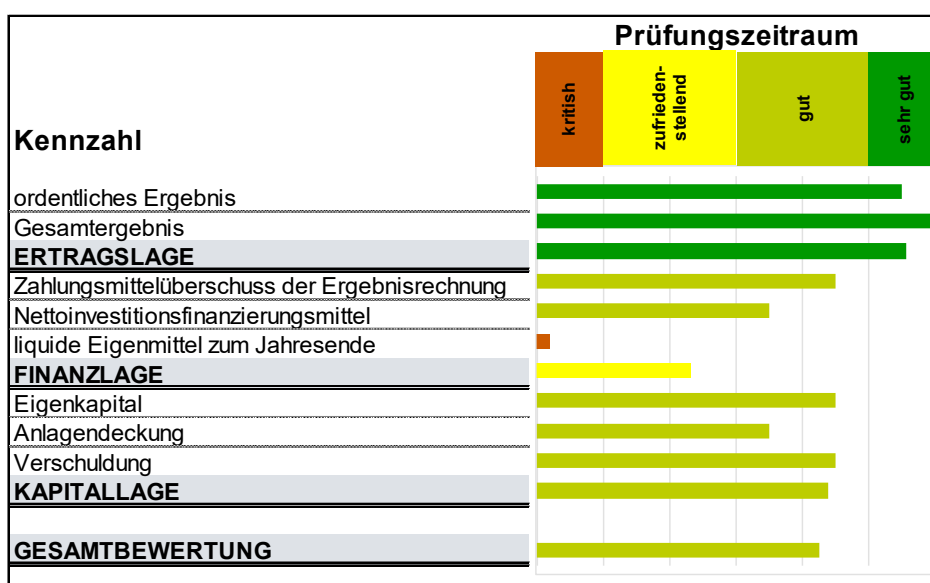 Prüfungszeitraum
Kennzahl
kritish
zufrieden-
stellend
gut
sehr gut
ordentliches Ergebnis
Gesamtergebnis
ERTRAGSLAGE
Zahlungsmittelüberschuss der Ergebnisrechnung
Nettoinvestitionsfinanzierungsmittel
liquide Eigenmittel zum Jahresende
FINANZLAGE
Eigenkapital
Anlagendeckung
Verschuldung
KAPITALLAGE
GESAMTBEWERTUNG